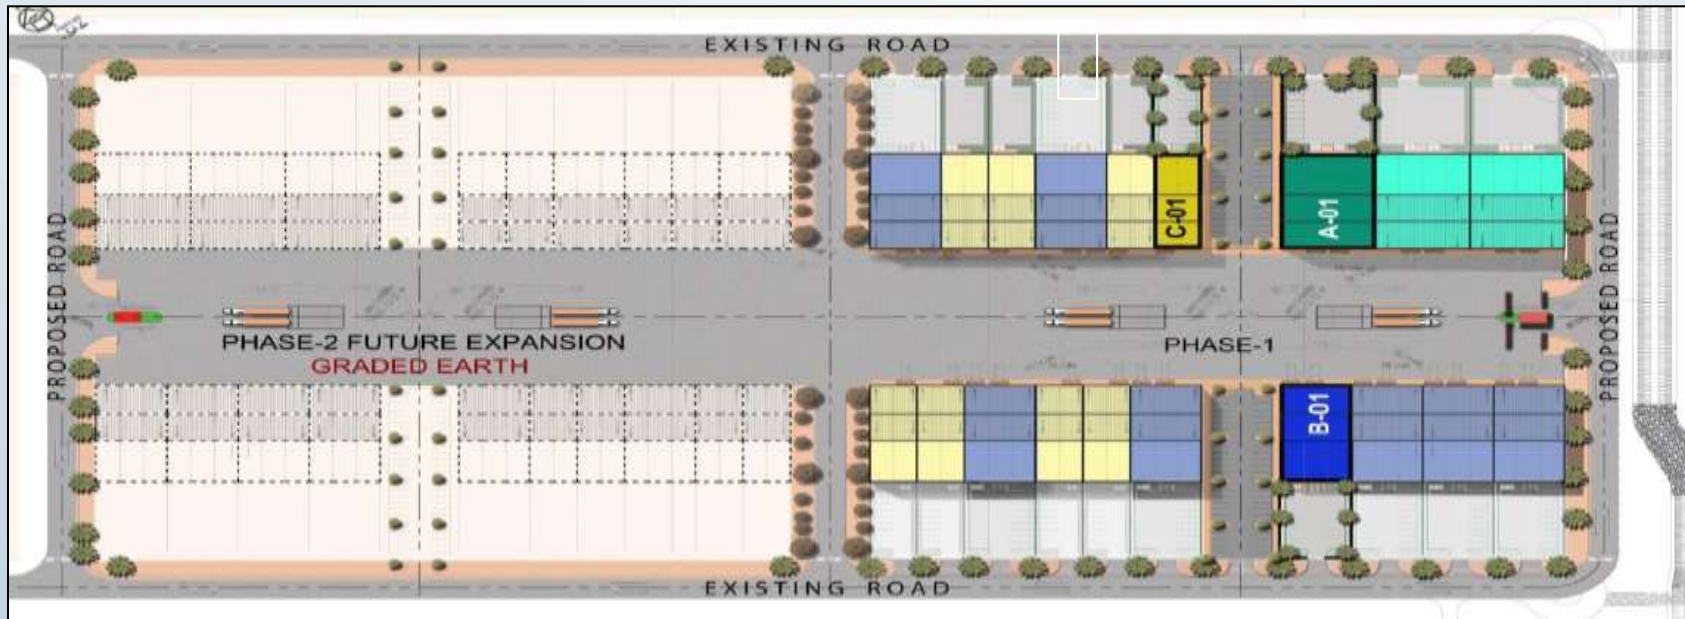 EXISTING ROAD
C-01
A-01
PROPOSED ROAD
PROPOSED ROAD
PHASE-2 FUTURE EXPANSION
GRADED EARTH
PHASE-1
B-01
EXISTING ROAD